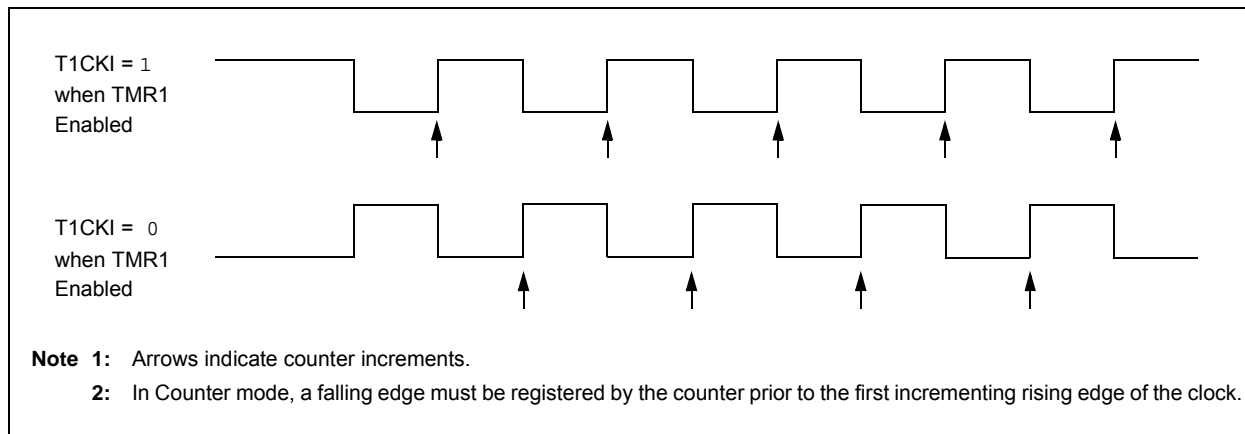 T1CKI = 1
when TMR1
Enabled
T1CKI = 0
when TMR1
Enabled
Note 1: Arrows indicate counter increments.
2: In Counter mode, a falling edge must be registered by the counter prior to the first incrementing rising edge of the clock.